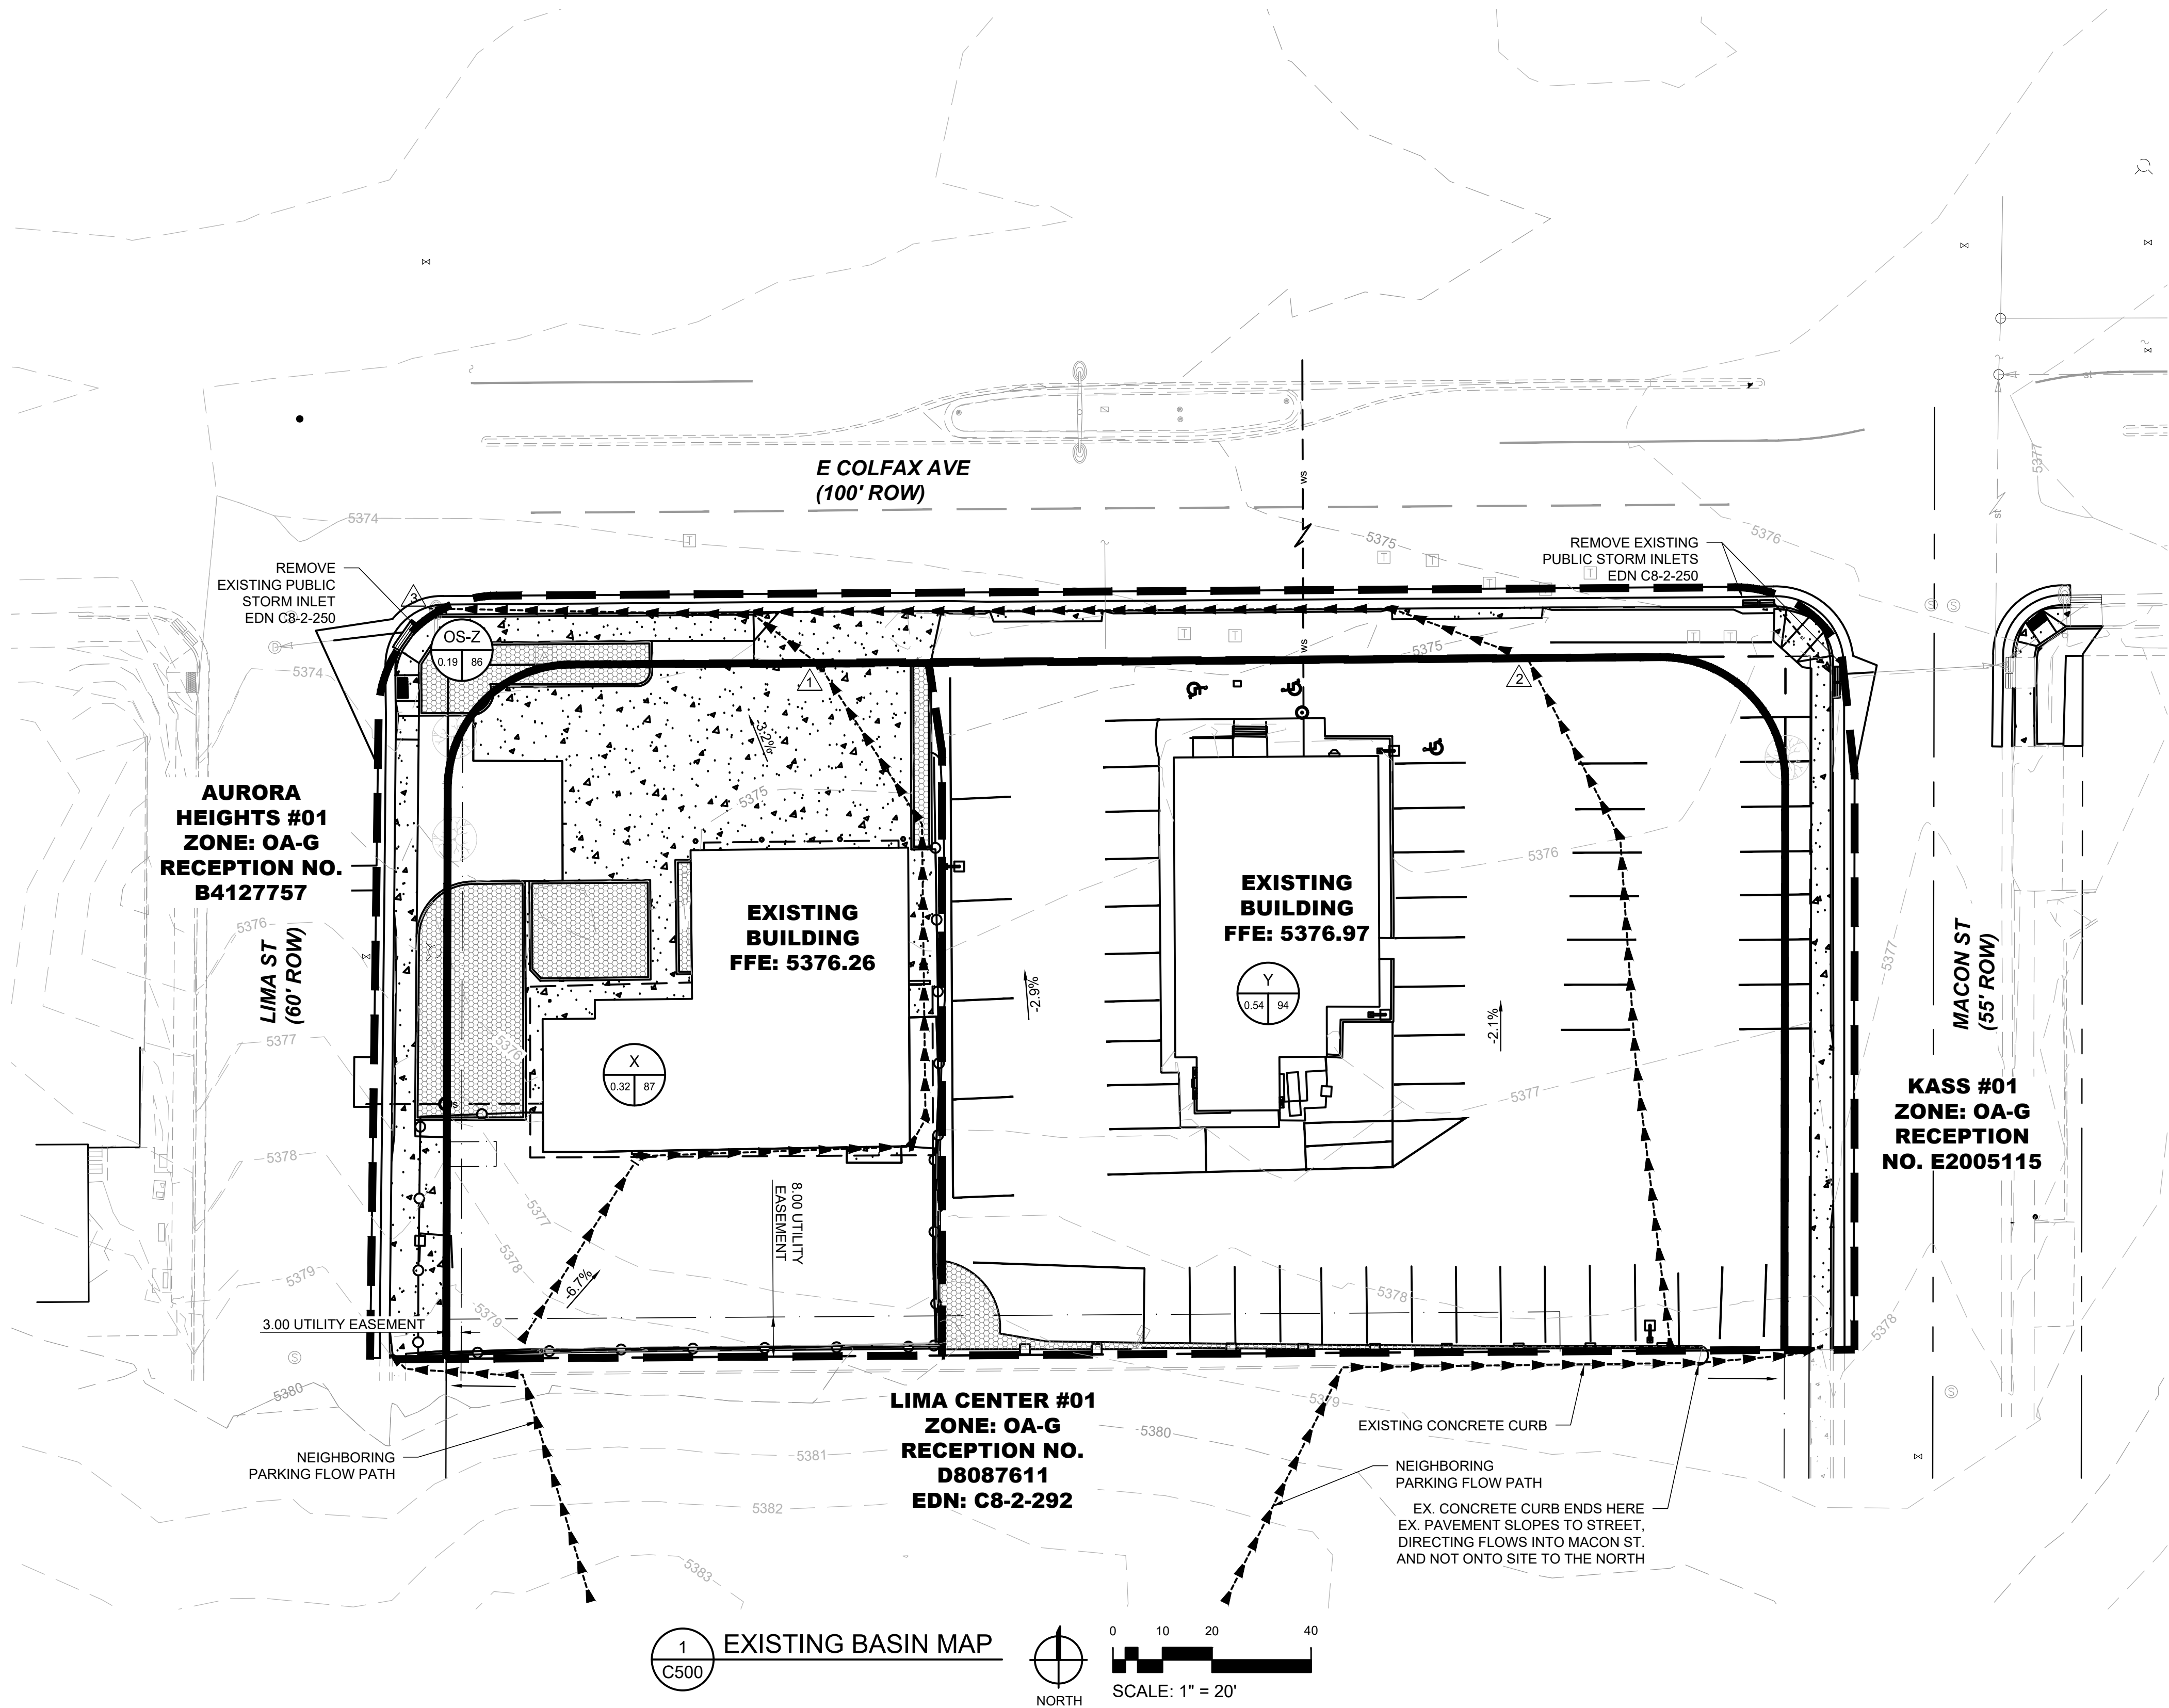 E COLFAX AVE
(100' ROW)
5377
st
st
ws
5374
5375
5376
REMOVE
EXISTING PUBLIC
STORM INLET
EDN C8-2-250
REMOVE EXISTING
PUBLIC STORM INLETS
EDN C8-2-250
T
T
T
T
T
T
3
OS-Z
0.19
86
S
S
D
T
T
ws
T
T
5374
5375
1
2
-3.2%
5375
AURORA
HEIGHTS #01
ZONE: OA-G
RECEPTION NO.
B4127757
5376
5376
LIMA ST
(60' ROW)
EXISTING
BUILDING
FFE: 5376.26
EXISTING
BUILDING
FFE: 5376.97
Y
0.54
94
-2.9%
-2.1%
5377
MACON ST
(55' ROW)
5377
5376
X
0.32
87
5377
KASS #01
ZONE: OA-G
RECEPTION
NO. E2005115
s
5378
5377
5378
8.00 UTILITY
EASEMENT
-6.7%
5379
5379
5378
5378
3.00 UTILITY EASEMENT
S
5380
S
LIMA CENTER #01
ZONE: OA-G
RECEPTION NO.
D8087611
EDN: C8-2-292
5379
5380
5381
5382
5383
EXISTING CONCRETE CURB
NEIGHBORING
PARKING FLOW PATH
NEIGHBORING
PARKING FLOW PATH
EX. CONCRETE CURB ENDS HERE
EX. PAVEMENT SLOPES TO STREET,
DIRECTING FLOWS INTO MACON ST.
AND NOT ONTO SITE TO THE NORTH
1
C500
EXISTING BASIN MAP
NORTH
0 10 20 40
SCALE: 1" = 20'